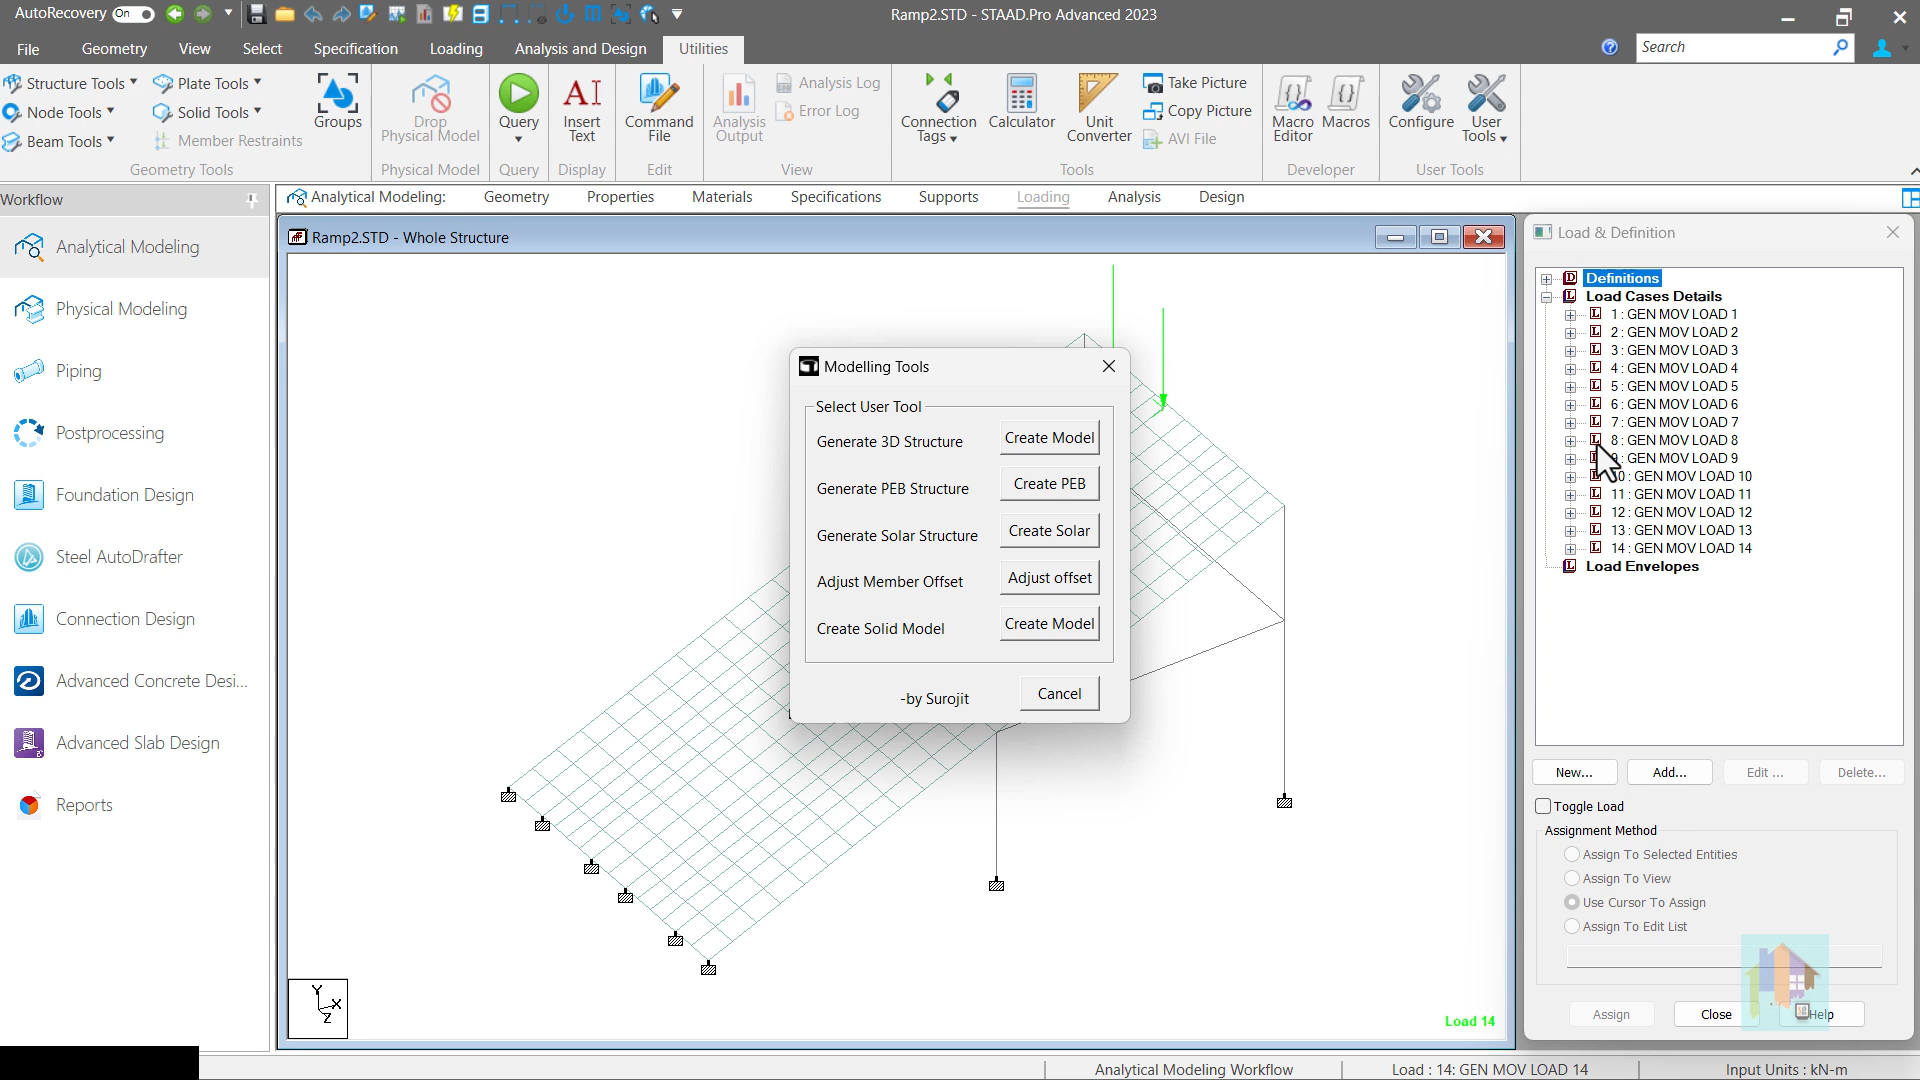 AutoRecovery On
Ramp2.STD - STAAD.Pro Advanced 2023
File Geometry View Select Specification Loading Analysis and Design Utilities
Search
Structure Tools Plate Tools
Node Tools Solid Tools
Beam Tools Member Restraints
Groups
Geometry Tools
Drop
Physical Model
Physical Model
Query
Query
Insert
Text
Display
Command
File
Edit
Analysis
Output
Analysis Log
Error Log
View
Connection
Tags
Calculator
Unit
Converter
Take Picture
Copy Picture
AVI File
Tools
Macro
Editor
Macros
Developer
Configure
User
Tools
User Tools
Workflow
Analytical Modeling
Physical Modeling
Piping
Postprocessing
Foundation Design
Steel AutoDrafter
Connection Design
Advanced Concrete Desi...
Advanced Slab Design
Reports
Analytical Modeling: Geometry Properties Materials Specifications Supports Loading Analysis Design
Ramp2.STD - Whole Structure
Modelling Tools
Select User Tool
Generate 3D Structure Create Model
Generate PEB Structure Create PEB
Generate Solar Structure Create Solar
Adjust Member Offset Adjust offset
Create Solid Model Create Model
-by Surojit Cancel
Y
X
Z
Load 14
Load & Definition
Definitions
Load Cases Details
1 : GEN MOV LOAD 1
2 : GEN MOV LOAD 2
3 : GEN MOV LOAD 3
4 : GEN MOV LOAD 4
5 : GEN MOV LOAD 5
6 : GEN MOV LOAD 6
7 : GEN MOV LOAD 7
8 : GEN MOV LOAD 8
9 : GEN MOV LOAD 9
10 : GEN MOV LOAD 10
11 : GEN MOV LOAD 11
12 : GEN MOV LOAD 12
13 : GEN MOV LOAD 13
14 : GEN MOV LOAD 14
Load Envelopes
New... Add... Edit ... Delete...
Toggle Load
Assignment Method
Assign To Selected Entities
Assign To View
Use Cursor To Assign
Assign To Edit List
Assign Close Help
Analytical Modeling Workflow Load : 14: GEN MOV LOAD 14 Input Units : kN-m